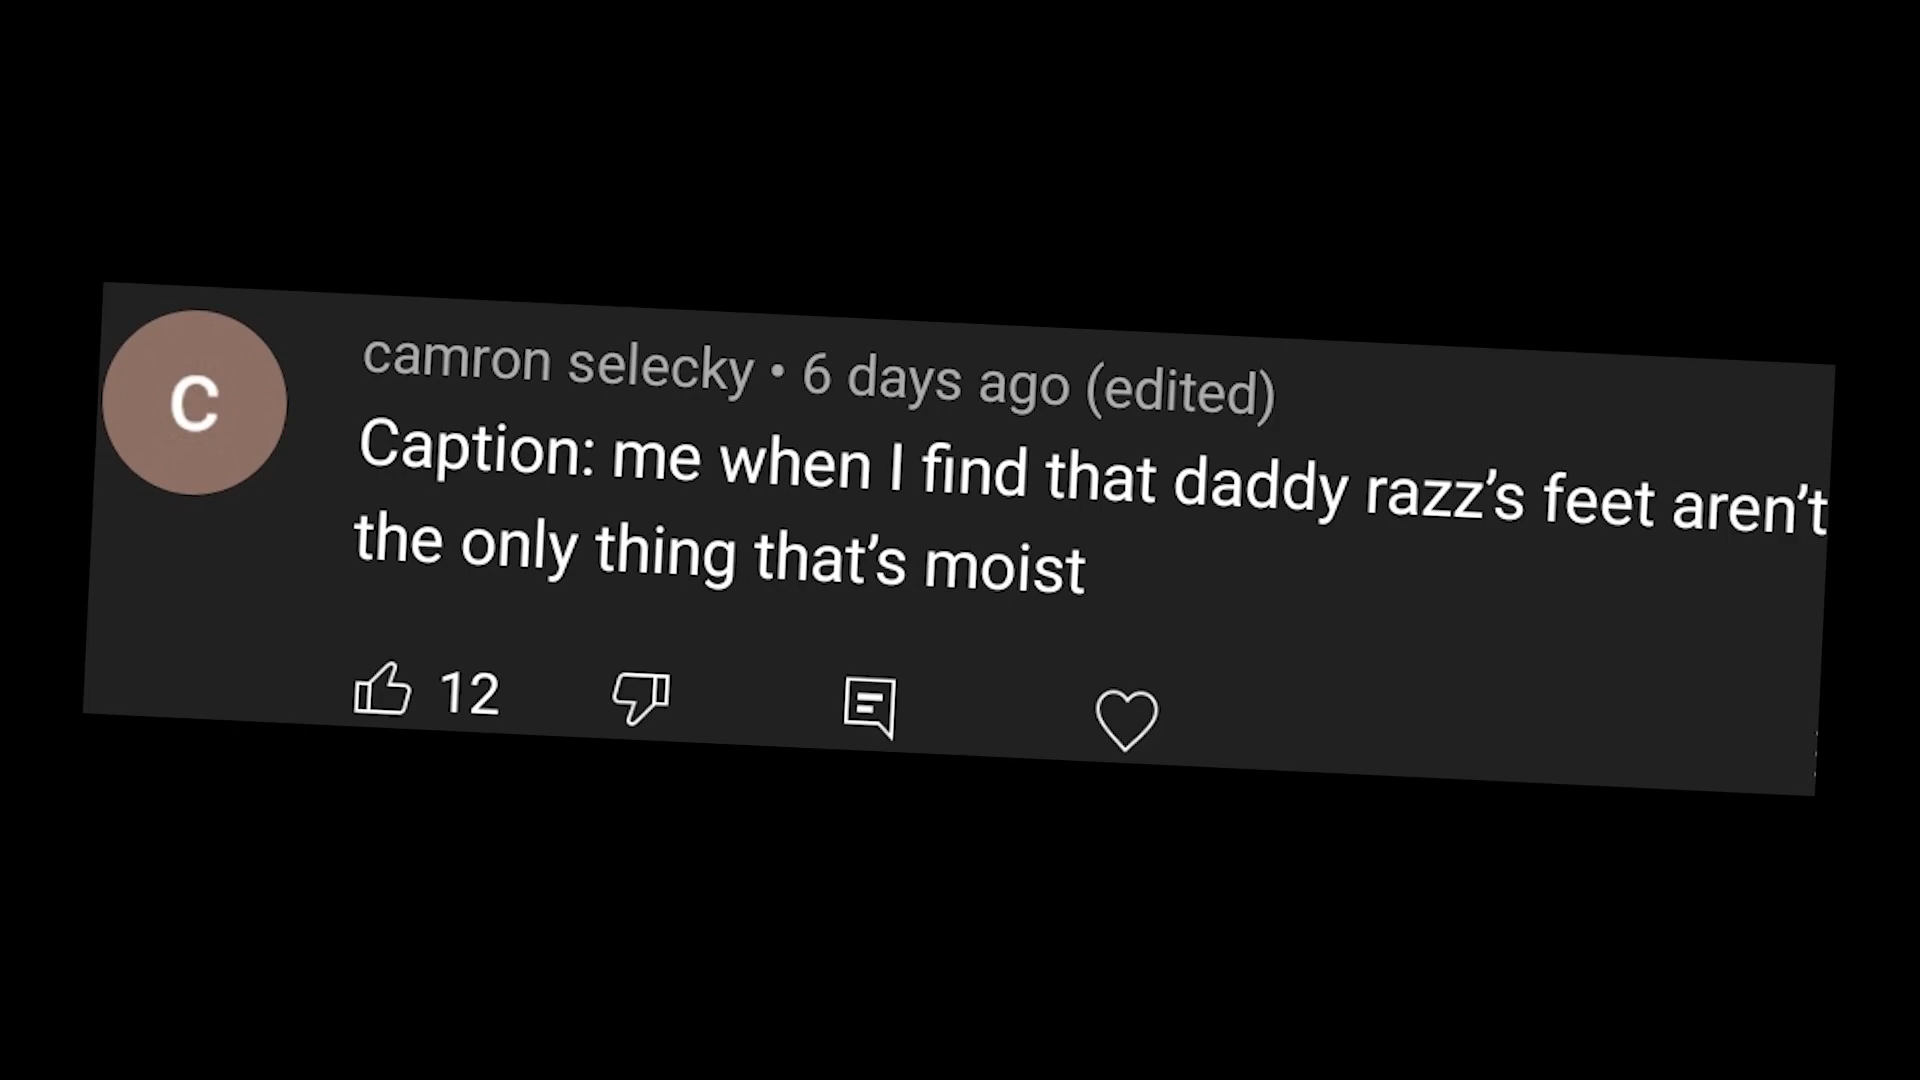 C
camron selecky • 6 days ago (edited)
Caption: me when I find that daddy razz’s feet aren’t
the only thing that’s moist
12